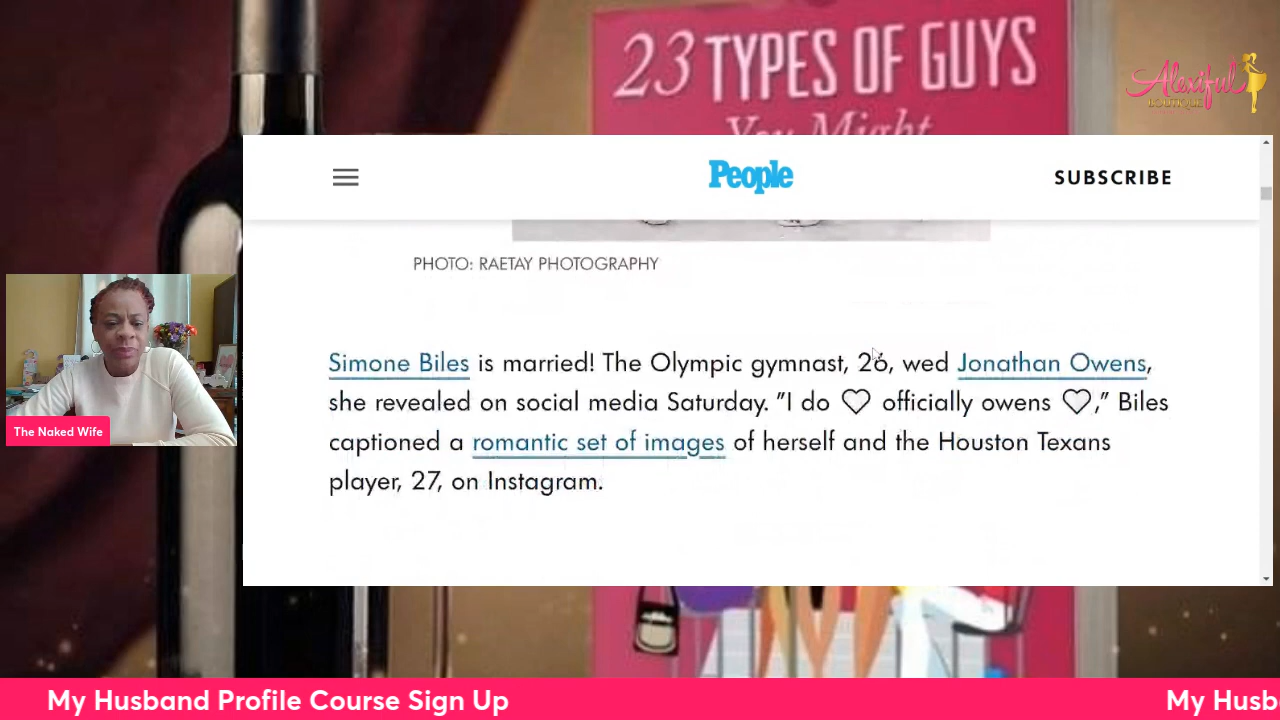 23 TYPES OF GUYS
You Might
Alexiful
BOUTIQUE
People
SUBSCRIBE
PHOTO: RAETAY PHOTOGRAPHY
Simone Biles is married! The Olympic gymnast, 26, wed Jonathan Owens,
she revealed on social media Saturday. "I do ♡ officially owens ♡," Biles
captioned a romantic set of images of herself and the Houston Texans
player, 27, on Instagram.
The Naked Wife
My Husband Profile Course Sign Up
My Husb